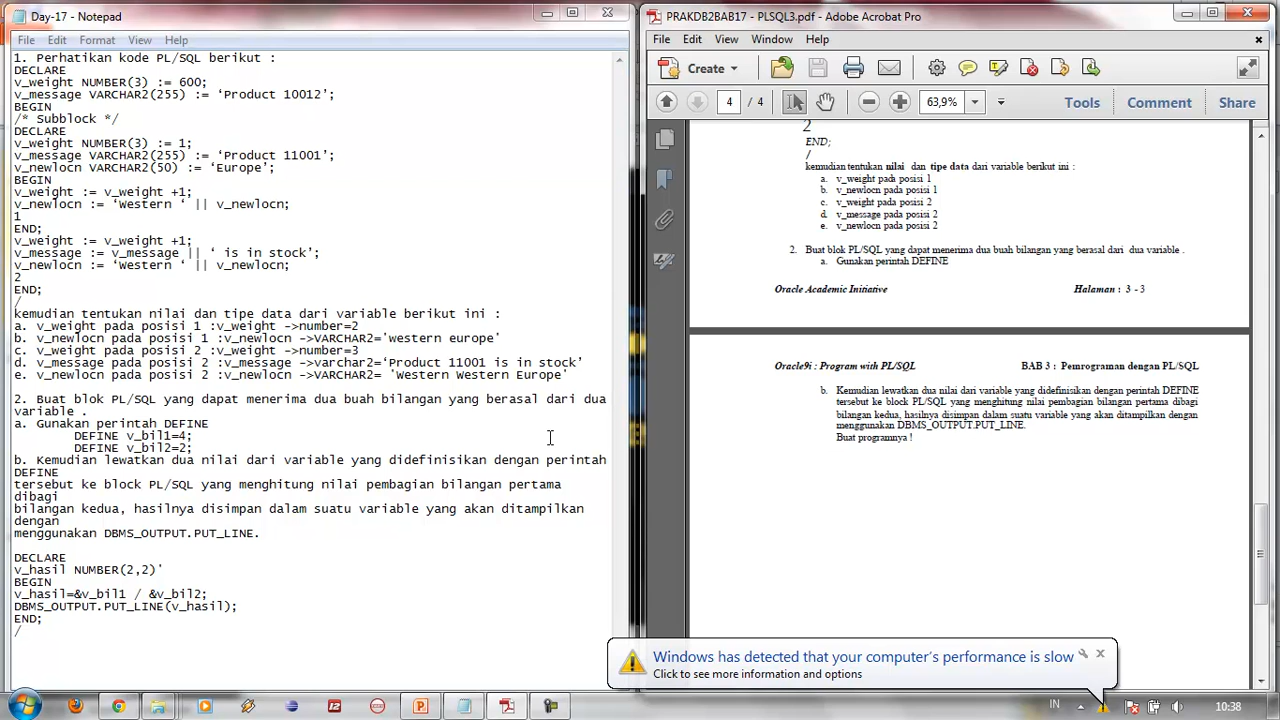 Day-17 - Notepad
File Edit Format View Help
1. Perhatikan kode PL/SQL berikut :
DECLARE
v_weight NUMBER(3) := 600;
v_message VARCHAR2(255) := ‘Product 10012’;
BEGIN
/* Subblock */
DECLARE
v_weight NUMBER(3) := 1;
v_message VARCHAR2(255) := ‘Product 11001’;
v_newlocn VARCHAR2(50) := ‘Europe’;
BEGIN
v_weight := v_weight +1;
v_newlocn := ‘Western ‘ || v_newlocn;
1
END;
v_weight := v_weight +1;
v_message := v_message || ‘ is in stock’;
v_newlocn := ‘Western ‘ || v_newlocn;
2
END;
/
kemudian tentukan nilai dan tipe data dari variable berikut ini :
a. v_weight pada posisi 1 :v_weight ->number=2
b. v_newlocn pada posisi 1 :v_newlocn ->VARCHAR2='western europe'
c. v_weight pada posisi 2 :v_weight ->number=3
d. v_message pada posisi 2 :v_message ->varchar2=‘Product 11001 is in stock’
e. v_newlocn pada posisi 2 :v_newlocn ->VARCHAR2= 'Western Western Europe'
2. Buat blok PL/SQL yang dapat menerima dua buah bilangan yang berasal dari dua
variable .
a. Gunakan perintah DEFINE
DEFINE v_bil1=4;
DEFINE v_bil2=2;
b. Kemudian lewatkan dua nilai dari variable yang didefinisikan dengan perintah
DEFINE
tersebut ke block PL/SQL yang menghitung nilai pembagian bilangan pertama
dibagi
bilangan kedua, hasilnya disimpan dalam suatu variable yang akan ditampilkan
dengan
menggunakan DBMS_OUTPUT.PUT_LINE.
DECLARE
v_hasil NUMBER(2,2)'
BEGIN
v_hasil=&v_bil1 / &v_bil2;
DBMS_OUTPUT.PUT_LINE(v_hasil);
END;
/
PRAKDB2BAB17 - PLSQL3.pdf - Adobe Acrobat Pro
File Edit View Window Help
Create
4 / 4
63,9%
Tools Comment Share
2
END;
/
kemudian tentukan nilai dan tipe data dari variable berikut ini :
a. v_weight pada posisi 1
b. v_newlocn pada posisi 1
c. v_weight pada posisi 2
d. v_message pada posisi 2
e. v_newlocn pada posisi 2
2. Buat blok PL/SQL yang dapat menerima dua buah bilangan yang berasal dari dua variable .
a. Gunakan perintah DEFINE
Oracle Academic Initiative Halaman : 3 - 3
Oracle9i : Program with PL/SQL BAB 3 : Pemrograman dengan PL/SQL
b. Kemudian lewatkan dua nilai dari variable yang didefinisikan dengan perintah DEFINE
tersebut ke block PL/SQL yang menghitung nilai pembagian bilangan pertama dibagi
bilangan kedua, hasilnya disimpan dalam suatu variable yang akan ditampilkan dengan
menggunakan DBMS_OUTPUT.PUT_LINE.
Buat programnya !
Windows has detected that your computer's performance is slow
Click to see more information and options
IN
10:38